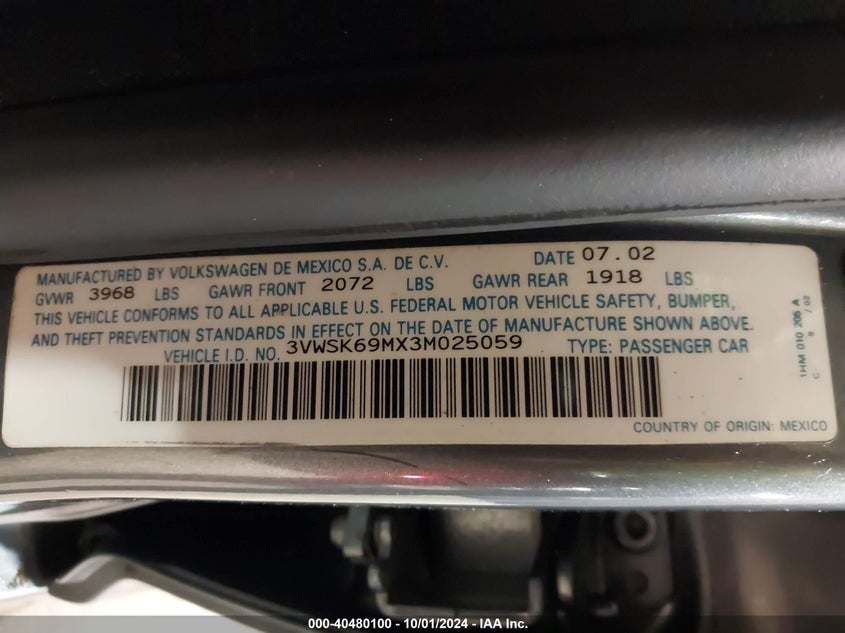 MANUFACTURED BY VOLKSWAGEN DE MEXICO S.A. DE C.V. DATE 07.02
GVWR 3968 LBS GAWR FRONT 2072 LBS GAWR REAR 1918 LBS
THIS VEHICLE CONFORMS TO ALL APPLICABLE U.S. FEDERAL MOTOR VEHICLE SAFETY, BUMPER,
AND THEFT PREVENTION STANDARDS IN EFFECT ON THE DATE OF MANUFACTURE SHOWN ABOVE.
VEHICLE I.D. NO. 3VWSK69MX3M025059 TYPE: PASSENGER CAR
COUNTRY OF ORIGIN: MEXICO
1HM 010 205 A
C 9 / 02
000-40480100 - 10/01/2024 - IAA Inc.